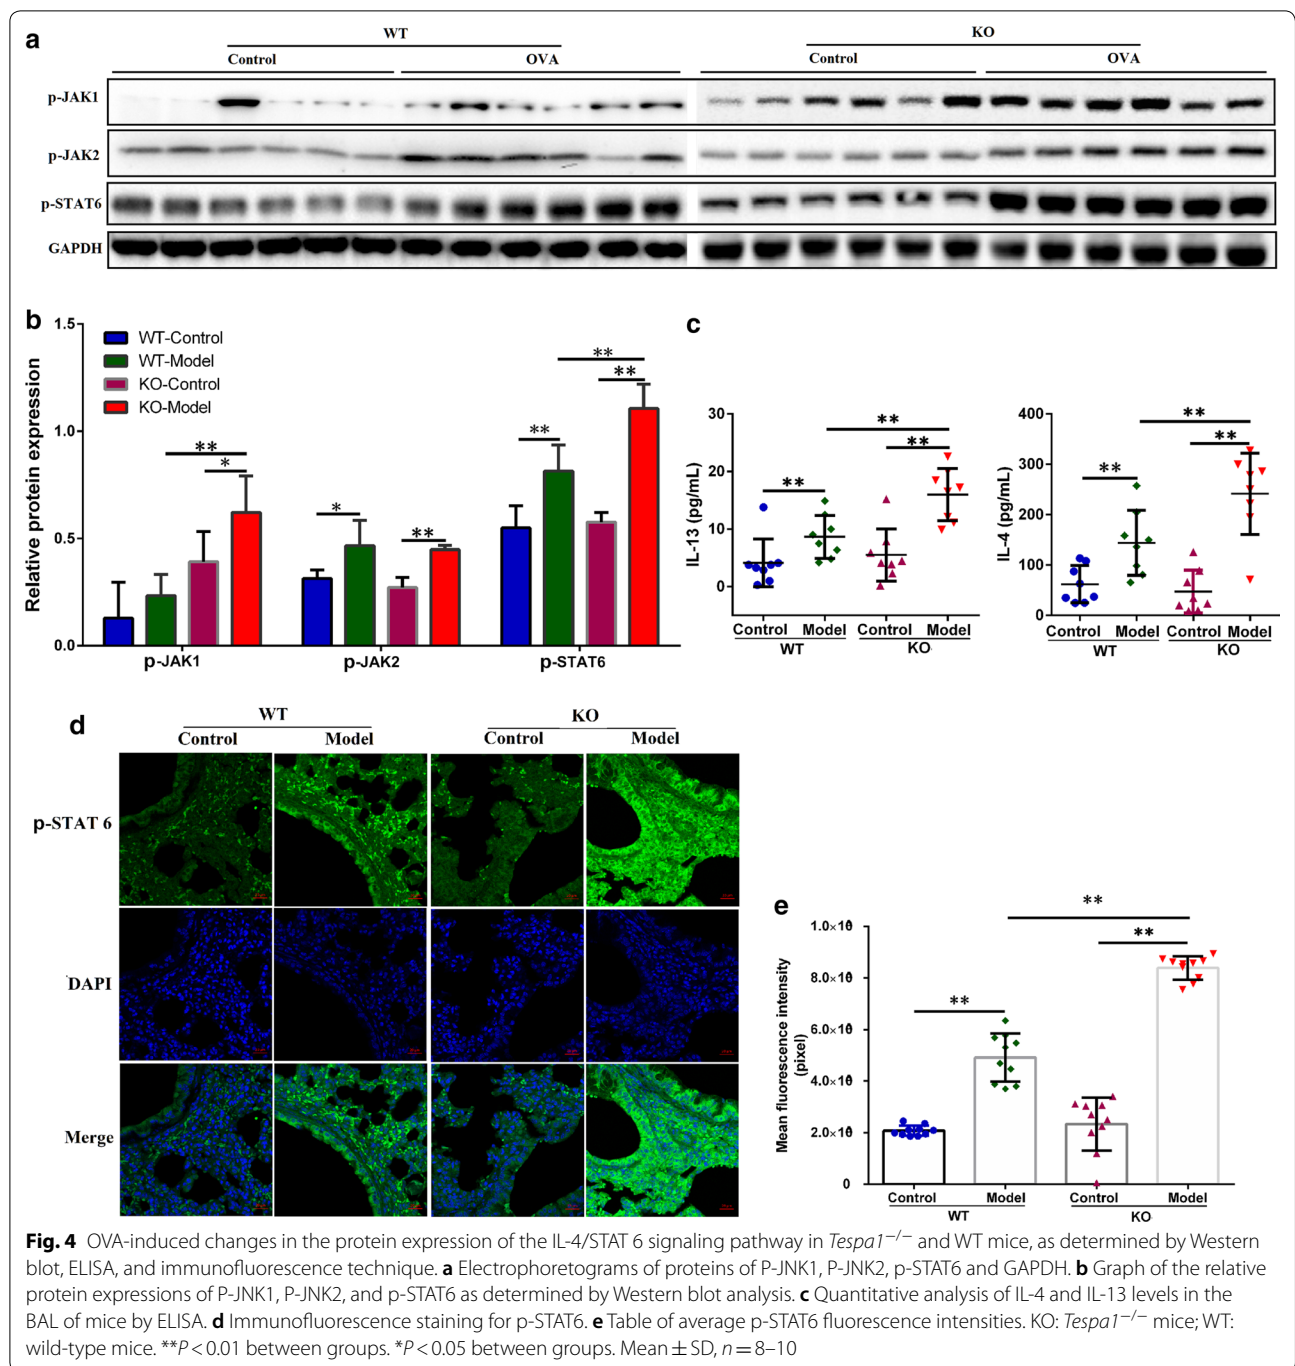 a
WT
KO
Control
OVA
Control
OVA
p-JAK1
p-JAK2
p-STAT6
GAPDH
b
Relative protein expression
1.5
1.0
0.5
0.0
WT-Control
WT-Model
KO-Control
KO-Model
**
*
*
**
**
**
**
p-JAK1
p-JAK2
p-STAT6
c
IL-13 (pg/mL)
30
20
10
0
**
**
**
Control
Model
Control
Model
WT
KO
IL-4 (pg/mL)
400
300
200
100
0
**
**
**
Control
Model
Control
Model
WT
KO
d
WT
KO
Control
Model
Control
Model
p-STAT 6
DAPI
Merge
e
Mean fluorescence intensity
(pixel)
0
**
**
**
Control
Model
Control
Model
WT
KO
Fig. 4 OVA-induced changes in the protein expression of the IL-4/STAT 6 signaling pathway in Tespa1−/− and WT mice, as determined by Western
blot, ELISA, and immunofluorescence technique. a Electrophoretograms of proteins of P-JNK1, P-JNK2, p-STAT6 and GAPDH. b Graph of the relative
protein expressions of P-JNK1, P-JNK2, and p-STAT6 as determined by Western blot analysis. c Quantitative analysis of IL-4 and IL-13 levels in the
BAL of mice by ELISA. d Immunofluorescence staining for p-STAT6. e Table of average p-STAT6 fluorescence intensities. KO: Tespa1−/− mice; WT:
wild-type mice. **P < 0.01 between groups. *P < 0.05 between groups. Mean ± SD, n = 8–10